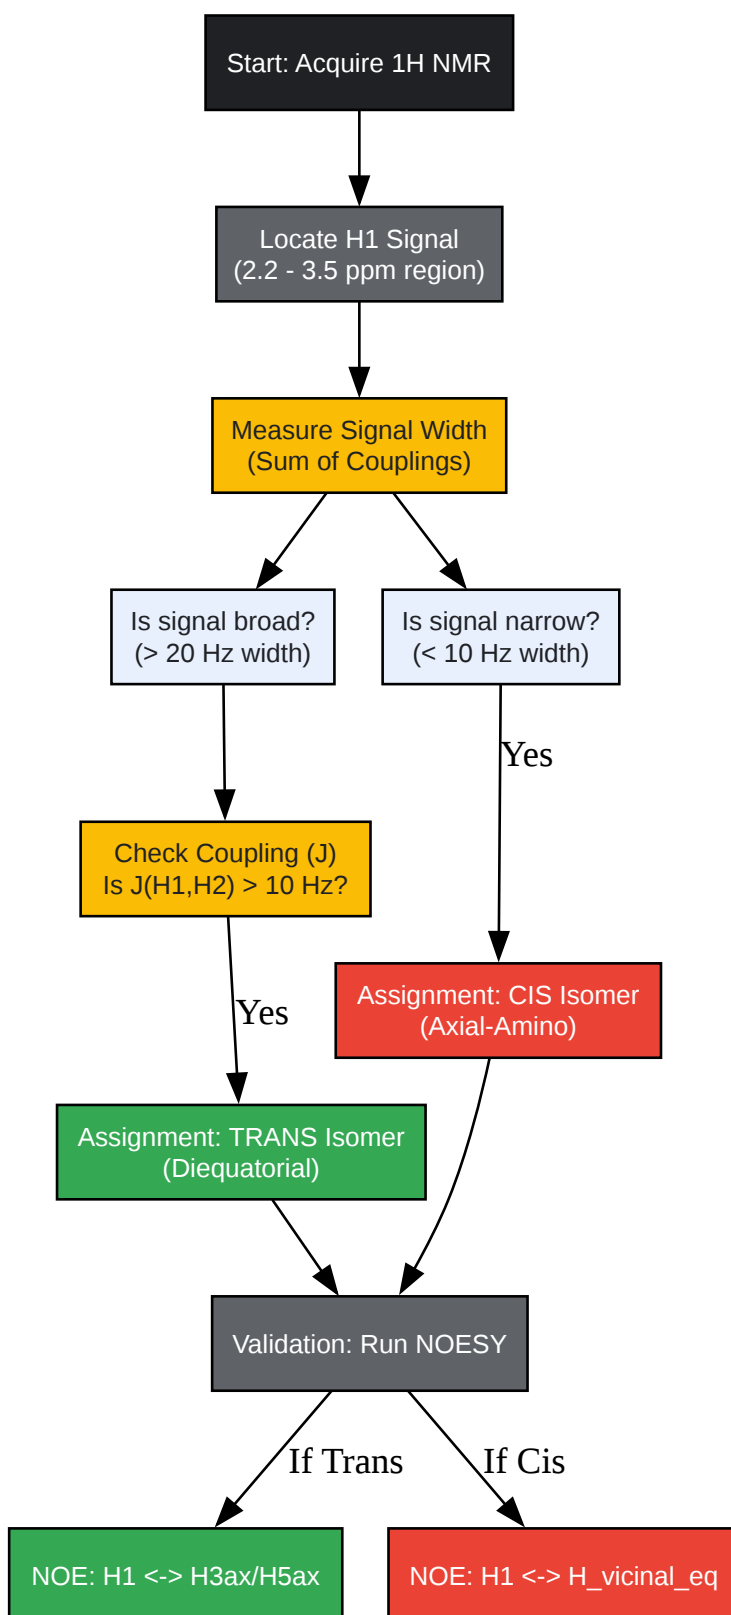 Start: Acquire 1H NMR
Locate H1 Signal
(2.2 - 3.5 ppm region)
Measure Signal Width
(Sum of Couplings)
Is signal broad?
(> 20 Hz width)
Is signal narrow?
(< 10 Hz width)
Yes
Check Coupling (J)
Is J(H1,H2) > 10 Hz?
Yes
Assignment: CIS Isomer
(Axial-Amino)
Assignment: TRANS Isomer
(Diequatorial)
Validation: Run NOESY
If Trans
If Cis
NOE: H1 <-> H3ax/H5ax
NOE: H1 <-> H_vicinal_eq